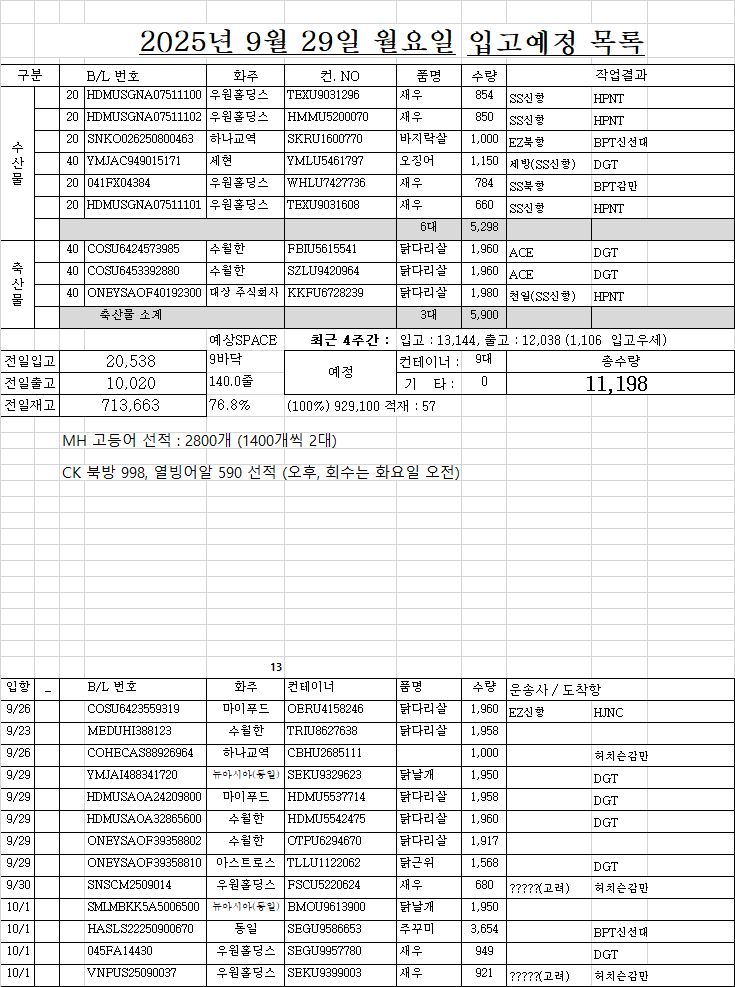 2025년 9월 29일 월요일 입고예정 목록
구분 B/L 번호 화주 컨. NO 품명 수량 작업결과
수산물
20 HDMUSGNA07511100 우원홀딩스 TEXU9031296 새우 854 SS신항 HPNT
20 HDMUSGNA07511102 우원홀딩스 HMMU5200070 새우 850 SS신항 HPNT
20 SNKO026250800463 하나교역 SKRU1600770 바지락살 1,000 EZ북항 BPT신선대
40 YMJAC949015171 세현 YMLU5461797 오징어 1,150 세방(SS신항) DGT
20 041FX04384 우원홀딩스 WHLU7427736 새우 784 SS북항 BPT감만
20 HDMUSGNA07511101 우원홀딩스 TEXU9031608 새우 660 SS신항 HPNT
6대 5,298
축산물
40 COSU6424573985 수월한 FBIU5615541 닭다리살 1,960 ACE DGT
40 COSU6453392880 수월한 SZLU9420964 닭다리살 1,960 ACE DGT
40 ONEYSAOF40192300 대상 주식회사 KKFU6728239 닭다리살 1,980 천일(SS신항) HPNT
축산물 소계 3대 5,900
예상SPACE 최근 4주간 : 입고 : 13,144, 출고 : 12,038 (1,106 입고우세)
전일입고 20,538 9바닥 예정 컨테이너 : 9대 총수량
전일출고 10,020 140.0줄 기 타 : 0 11,198
전일재고 713,663 76.8% (100%) 929,100 적재 : 57
MH 고등어 선적 : 2800개 (1400개씩 2대)
CK 북방 998, 열빙어알 590 선적 (오후, 회수는 화요일 오전)
13
입항 _ B/L 번호 화주 컨테이너 품명 수량 운송사 / 도착항
9/26 COSU6423559319 마이푸드 OERU4158246 닭다리살 1,960 EZ신항 HJNC
9/23 MEDUHI388123 수월한 TRIU8627638 닭다리살 1,958
9/26 COHECAS88926964 하나교역 CBHU2685111 1,000 허치슨감만
9/29 YMJAI488341720 뉴아시아(동일) SEKU9329623 닭날개 1,950 DGT
9/29 HDMUSAOA24209800 마이푸드 HDMU5537714 닭다리살 1,958 DGT
9/29 HDMUSAOA32865600 수월한 HDMU5542475 닭다리살 1,960 DGT
9/29 ONEYSAOF39358802 수월한 OTPU6294670 닭다리살 1,917
9/29 ONEYSAOF39358810 아스트로스 TLLU1122062 닭근위 1,568 DGT
9/30 SNSCM2509014 우원홀딩스 FSCU5220624 새우 680 ?????(고려) 허치슨감만
10/1 SMLMBKK5A5006500 뉴아시아(동일) BMOU9613900 닭날개 1,950
10/1 HASLS22250900670 동일 SEGU9586653 주꾸미 3,654 BPT신선대
10/1 045FA14430 우원홀딩스 SEGU9957780 새우 949 DGT
10/1 VNPUS25090037 우원홀딩스 SEKU9399003 새우 921 ?????(고려) 허치슨감만